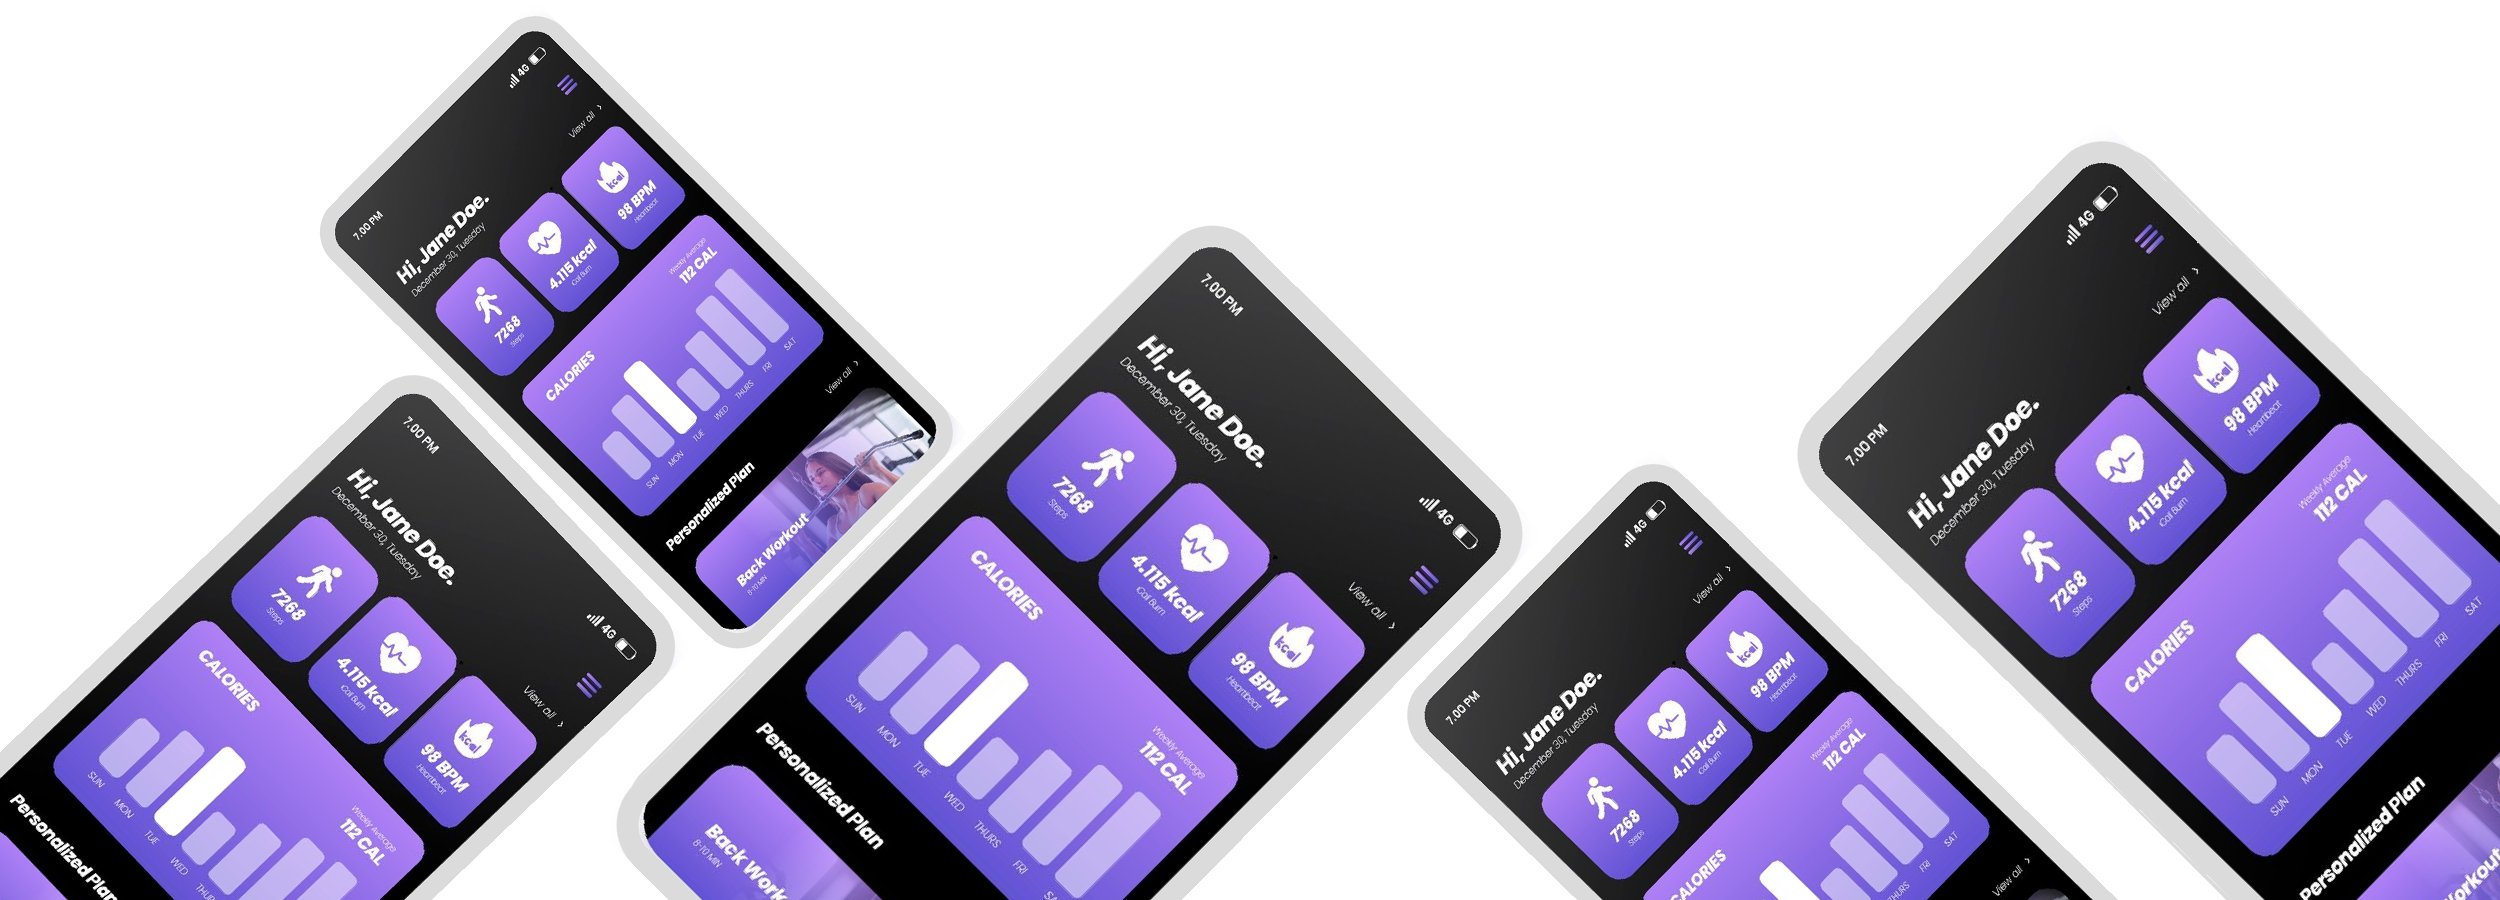 7.00 PM
4G
Hi, Jane Doe.
December 30, Tuesday
View all ›
7268
Steps
4.115 kcal
Cal Burn
kcal
98 BPM
Heartbeat
CALORIES
Weekly Average
112 CAL
SUN
MON
TUE
WED
THURS
FRI
SAT
Personalized Plan
View all ›
Back Workout
8-10 MIN
7.00 PM
4G
Hi, Jane Doe.
December 30, Tuesday
View all ›
7268
Steps
4.115 kcal
Cal Burn
kcal
98 BPM
Heartbeat
CALORIES
Weekly Average
112 CAL
SUN
MON
TUE
WED
THUR
Personalized Plan
7.00 PM
4G
Hi, Jane Doe.
December 30, Tuesday
View all ›
7268
Steps
4.115 kcal
Cal Burn
kcal
98 BPM
Heartbeat
CALORIES
Weekly Average
112 CAL
SUN
MON
TUE
WED
THURS
FRI
SA
Personalized Plan
Back Work
8-10 MIN
7.00 PM
4G
Hi, Jane Doe.
December 30, Tuesday
View all ›
7268
Steps
4.115 kcal
Cal Burn
kcal
98 BPM
Heartbeat
CALORIES
Weekly Average
112 CAL
HURS
FRI
SAT
View all ›
7.00 PM
4G
Hi, Jane Doe.
December 30, Tuesday
View all ›
7268
Steps
4.115 kcal
Cal Burn
kcal
98 BPM
Heartbeat
CALORIES
Weekly Average
112 CAL
SUN
MON
TUE
WED
THURS
FRI
SAT
Personalized Plan
orkout